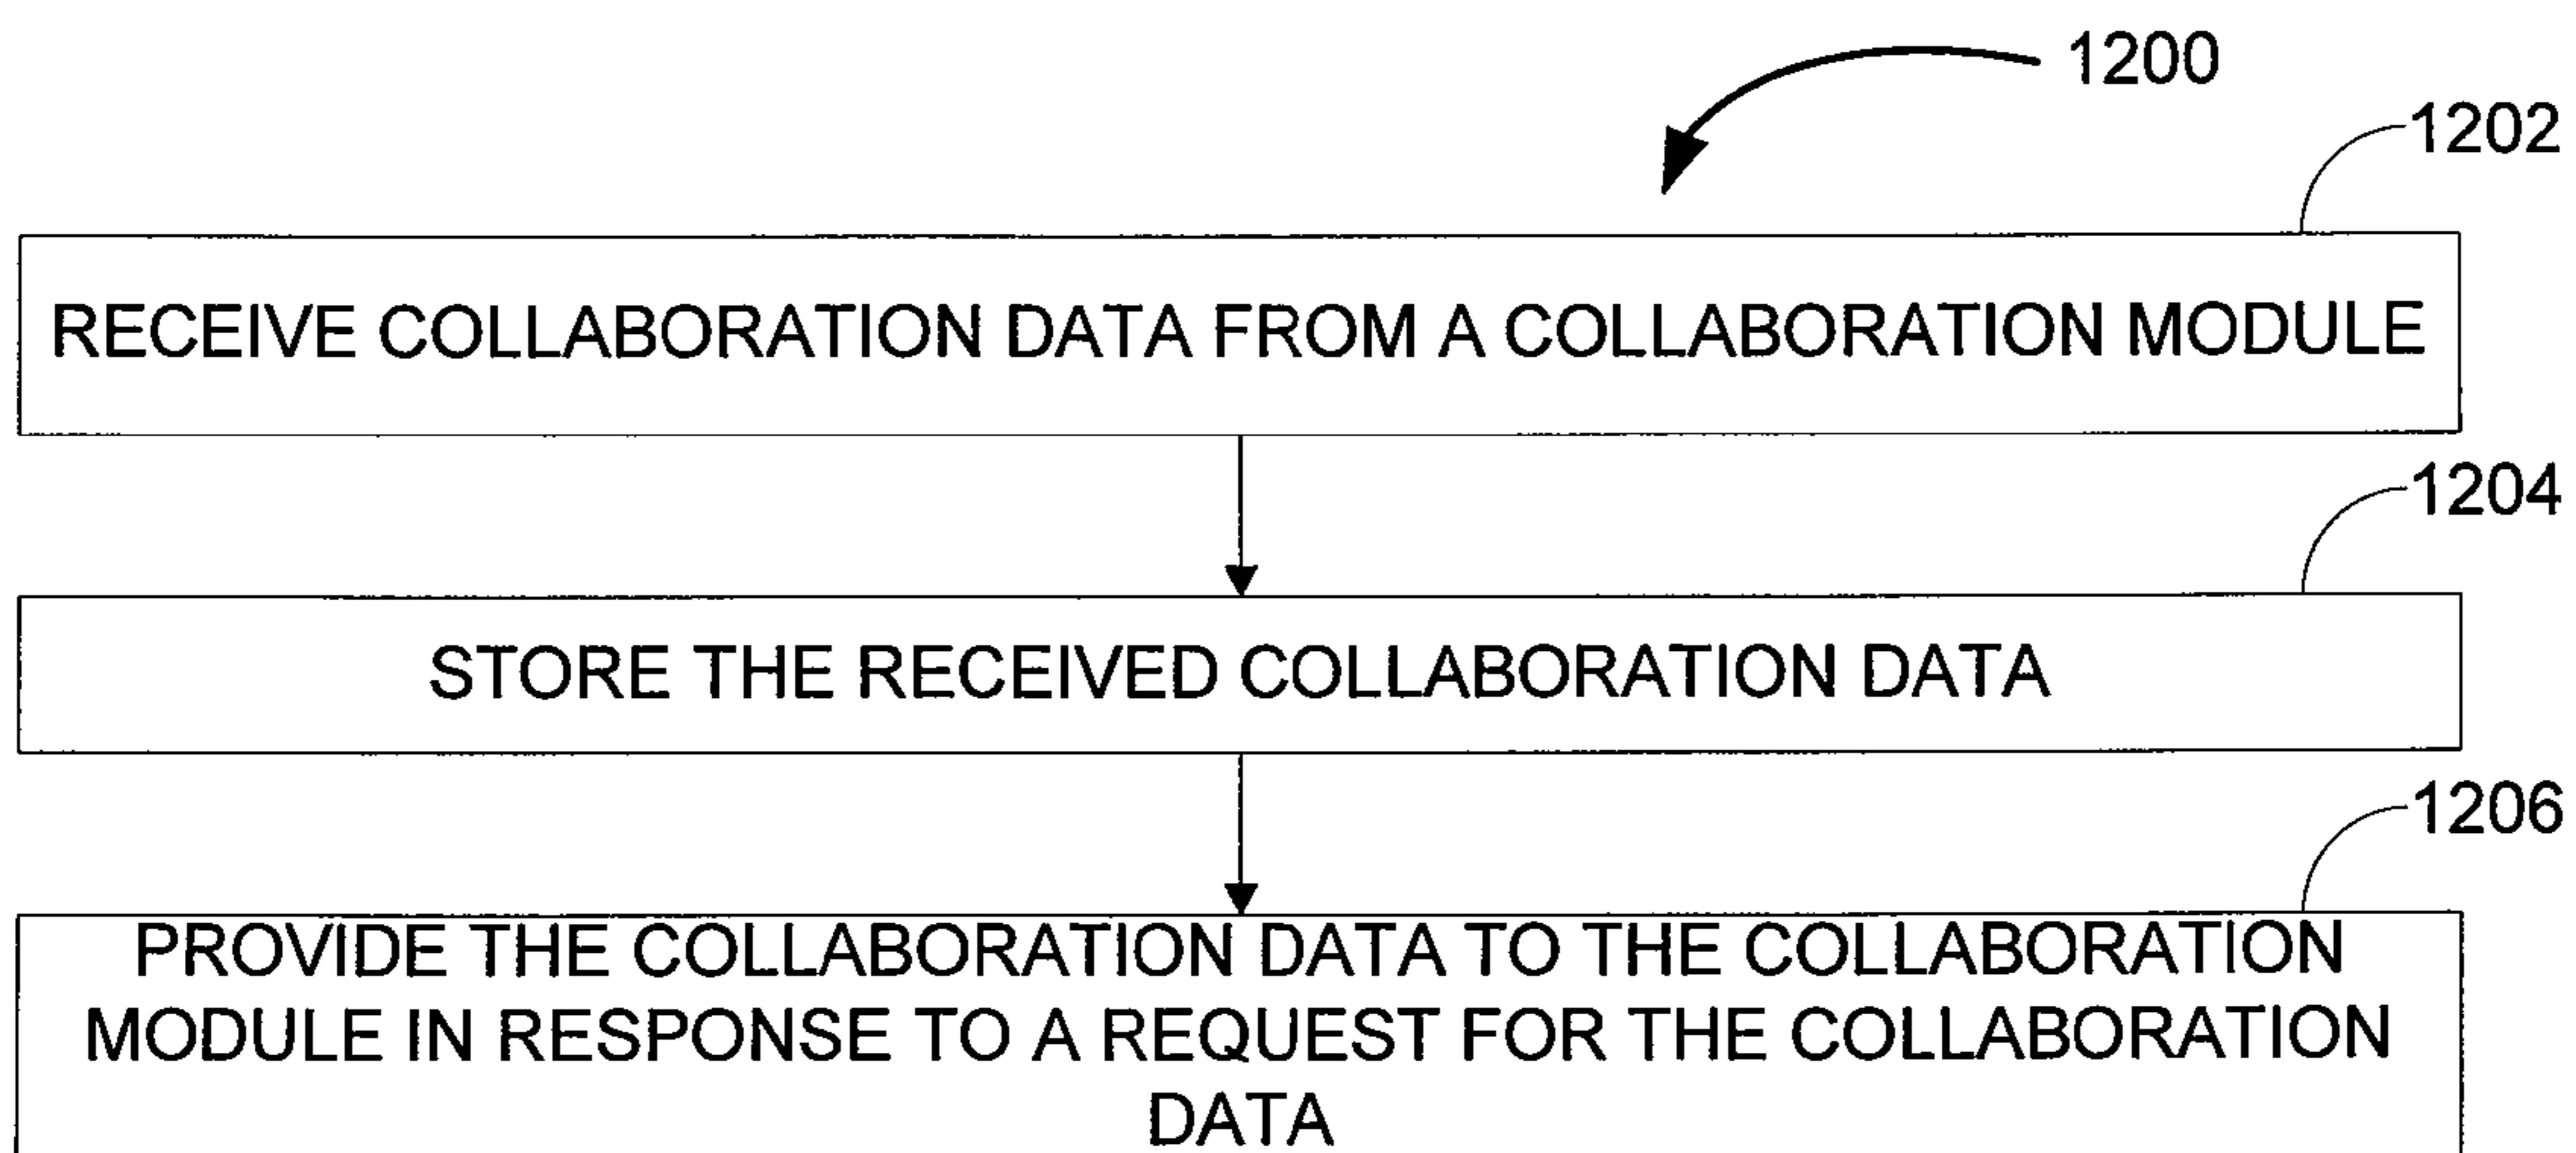 1200
1202
RECEIVE COLLABORATION DATA FROM A COLLABORATION MODULE
1204
STORE THE RECEIVED COLLABORATION DATA
1206
PROVIDE THE COLLABORATION DATA TO THE COLLABORATION
MODULE IN RESPONSE TO A REQUEST FOR THE COLLABORATION
DATA